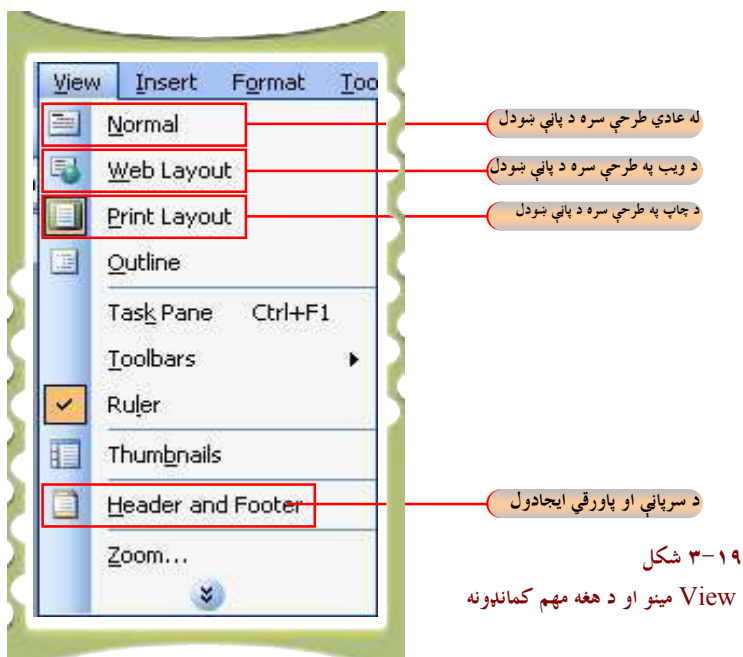 View Insert Format Too
Normal
له عادي طرحې سره د پاڼې ښودل
Web Layout
د ويب په طرحې سره د پاڼې ښودل
Print Layout
د چاپ په طرحې سره د پاڼې ښودل
Outline
Task Pane Ctrl+F1
Toolbars
Ruler
Thumbnails
Header and Footer
د سرپاڼې او پاورقي ايجادول
Zoom...
۳-۱۹ شکل
View مينو او د هغه مهم کمانډونه